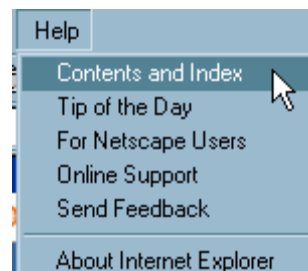 Help
Contents and Index
Tip of the Day
For Netscape Users
Online Support
Send Feedback
About Internet Explorer